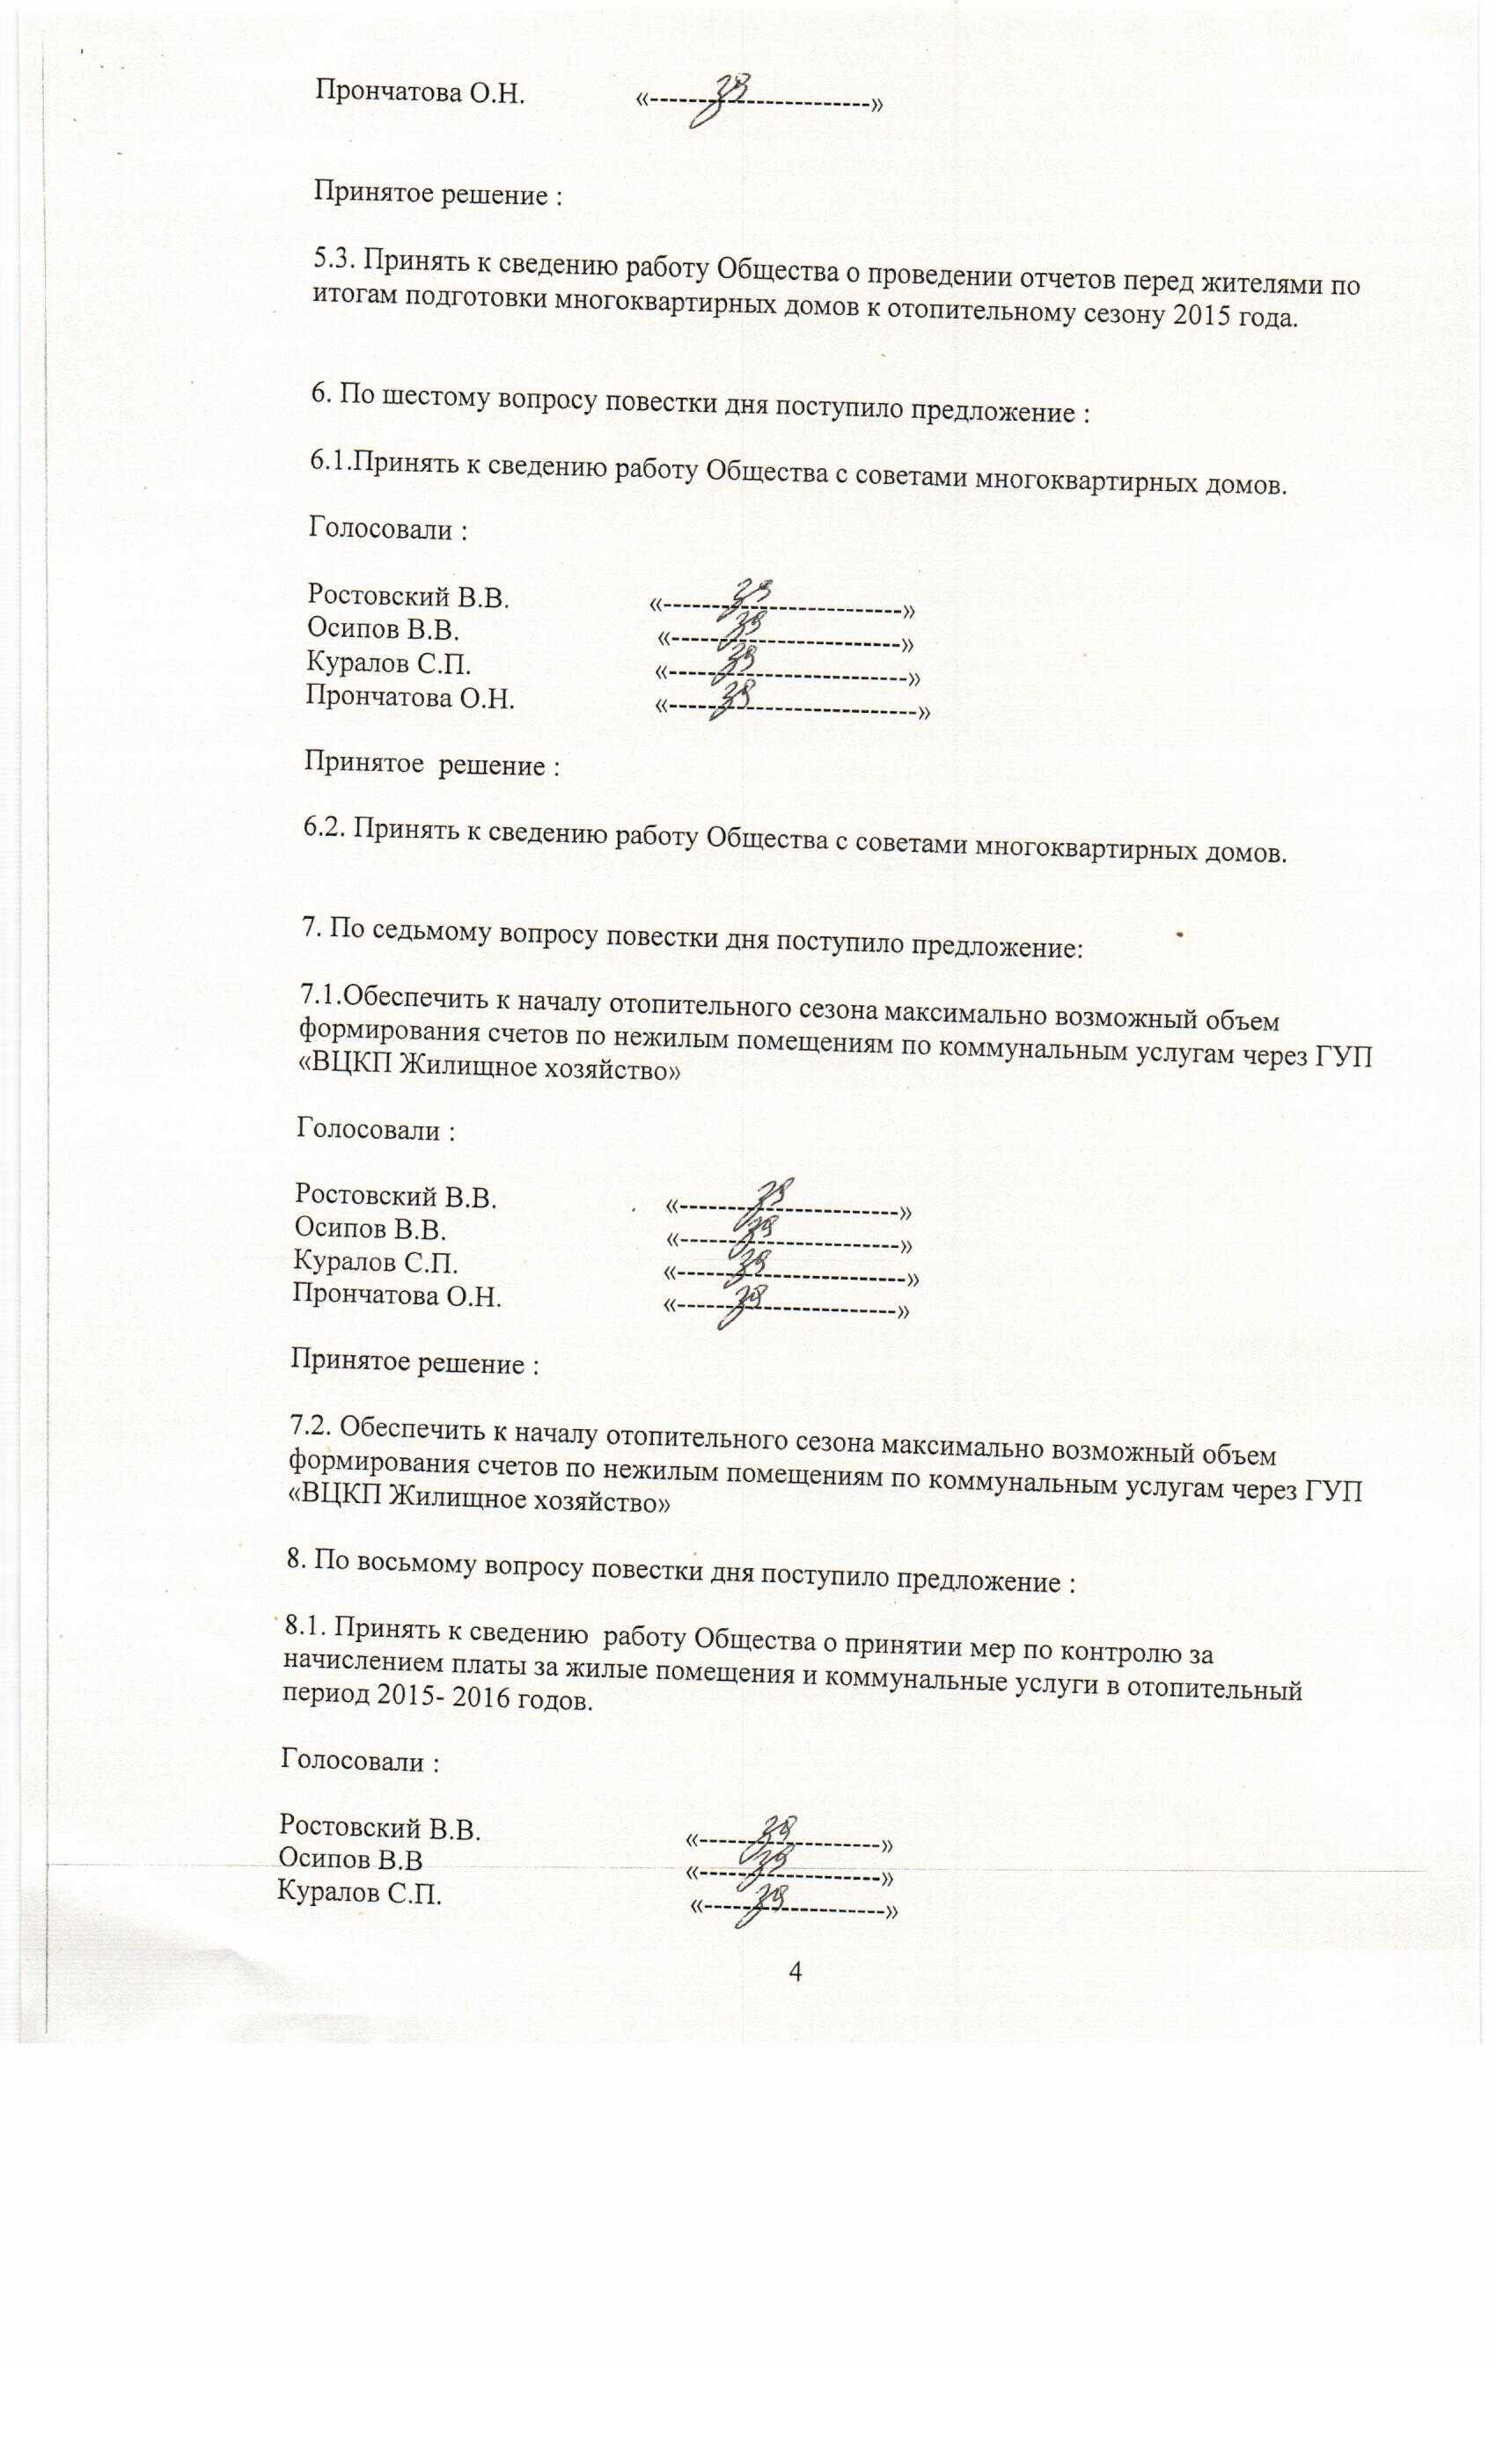 Прончатова О.Н. «-----за-----»
Принятое решение :
5.3. Принять к сведению работу Общества о проведении отчетов перед жителями по
итогам подготовки многоквартирных домов к отопительному сезону 2015 года.
6. По шестому вопросу повестки дня поступило предложение :
6.1.Принять к сведению работу Общества с советами многоквартирных домов.
Голосовали :
Ростовский В.В. «-----за-----»
Осипов В.В. «-----за-----»
Куралов С.П. «-----за-----»
Прончатова О.Н. «-----за-----»
Принятое решение :
6.2. Принять к сведению работу Общества с советами многоквартирных домов.
7. По седьмому вопросу повестки дня поступило предложение:
7.1.Обеспечить к началу отопительного сезона максимально возможный объем
формирования счетов по нежилым помещениям по коммунальным услугам через ГУП
«ВЦКП Жилищное хозяйство»
Голосовали :
Ростовский В.В. «-----за-----»
Осипов В.В. «-----за-----»
Куралов С.П. «-----за-----»
Прончатова О.Н. «-----за-----»
Принятое решение :
7.2. Обеспечить к началу отопительного сезона максимально возможный объем
формирования счетов по нежилым помещениям по коммунальным услугам через ГУП
«ВЦКП Жилищное хозяйство»
8. По восьмому вопросу повестки дня поступило предложение :
8.1. Принять к сведению работу Общества о принятии мер по контролю за
начислением платы за жилые помещения и коммунальные услуги в отопительный
период 2015- 2016 годов.
Голосовали :
Ростовский В.В. «-----за-----»
Осипов В.В «-----за-----»
Куралов С.П. «-----за-----»
4